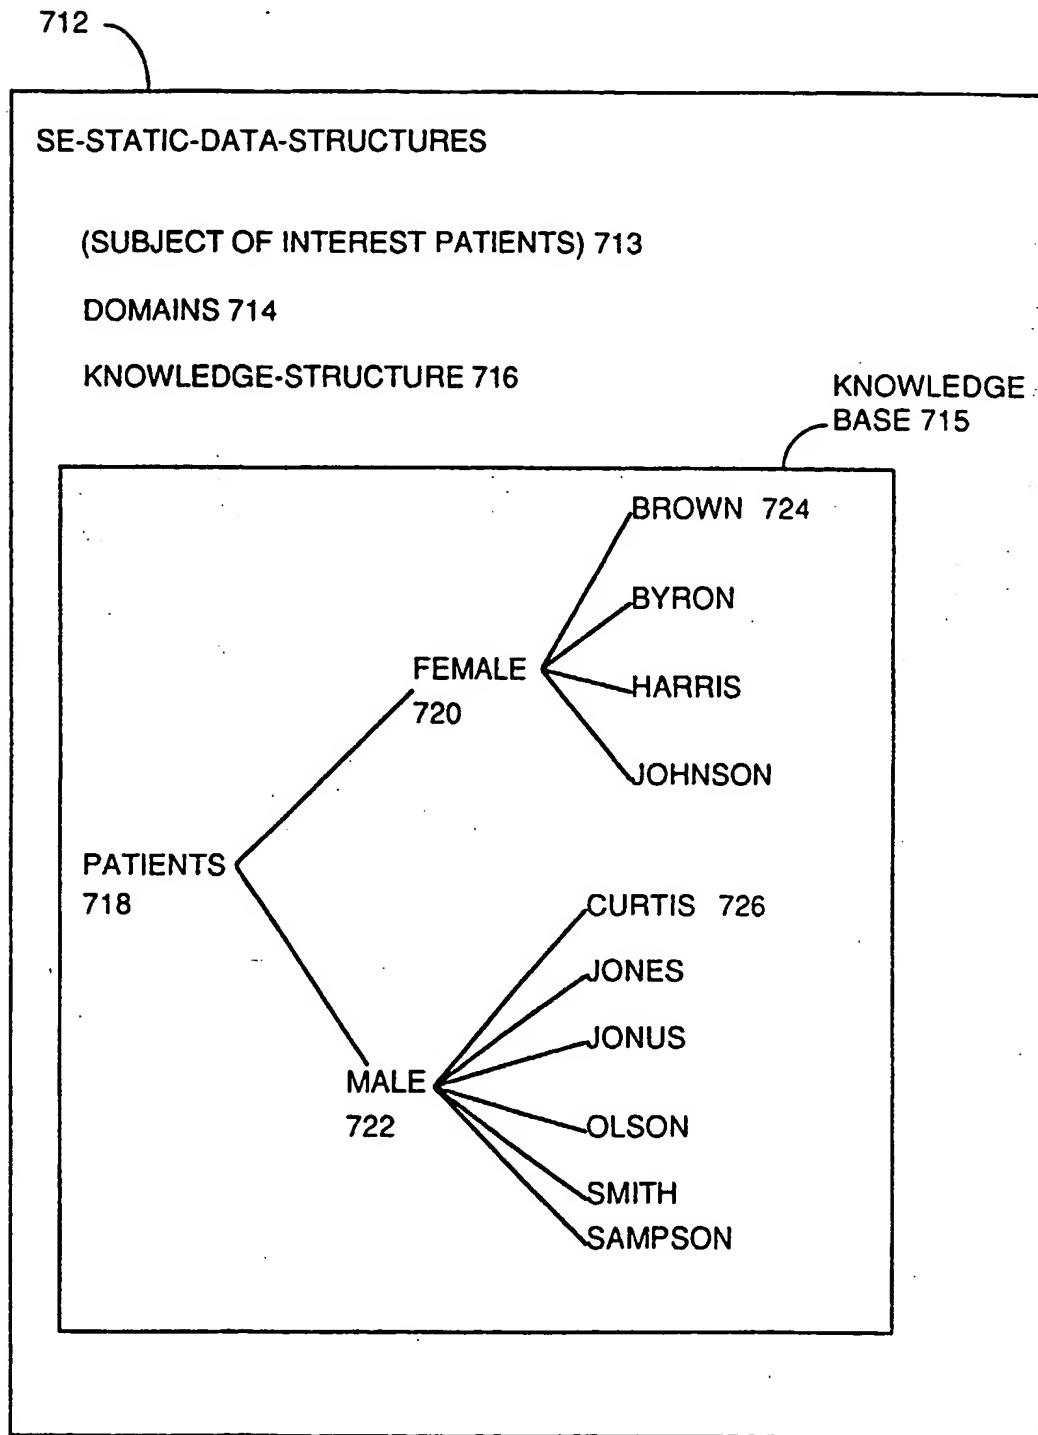 712
SE-STATIC-DATA-STRUCTURES
(SUBJECT OF INTEREST PATIENTS) 713
DOMAINS 714
KNOWLEDGE-STRUCTURE 716
KNOWLEDGE
BASE 715
BROWN 724
BYRON
FEMALE
720
HARRIS
JOHNSON
PATIENTS
718
CURTIS 726
JONES
JONUS
MALE
722
OLSON
SMITH
SAMPSON